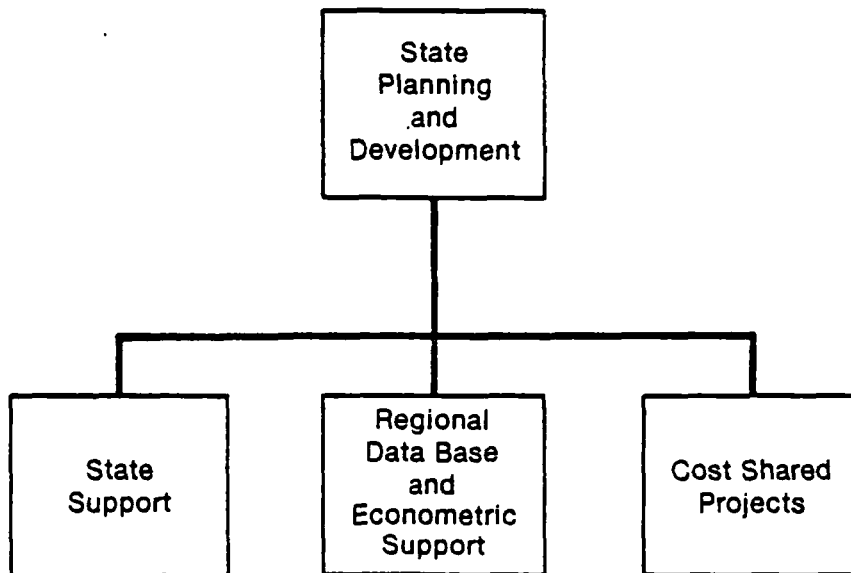 State
Planning
and
Development
State
Support
Regional
Data Base
and
Econometric
Support
Cost Shared
Projects